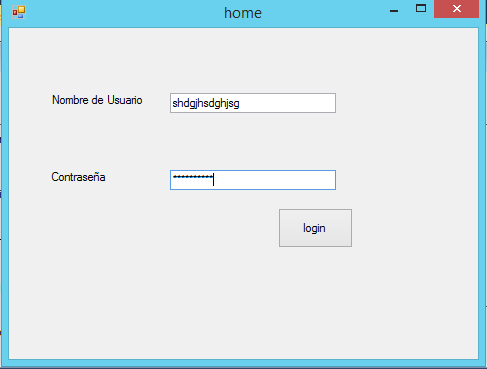 home
Nombre de Usuario shdgjhsdghjsg
Contraseña **********
login